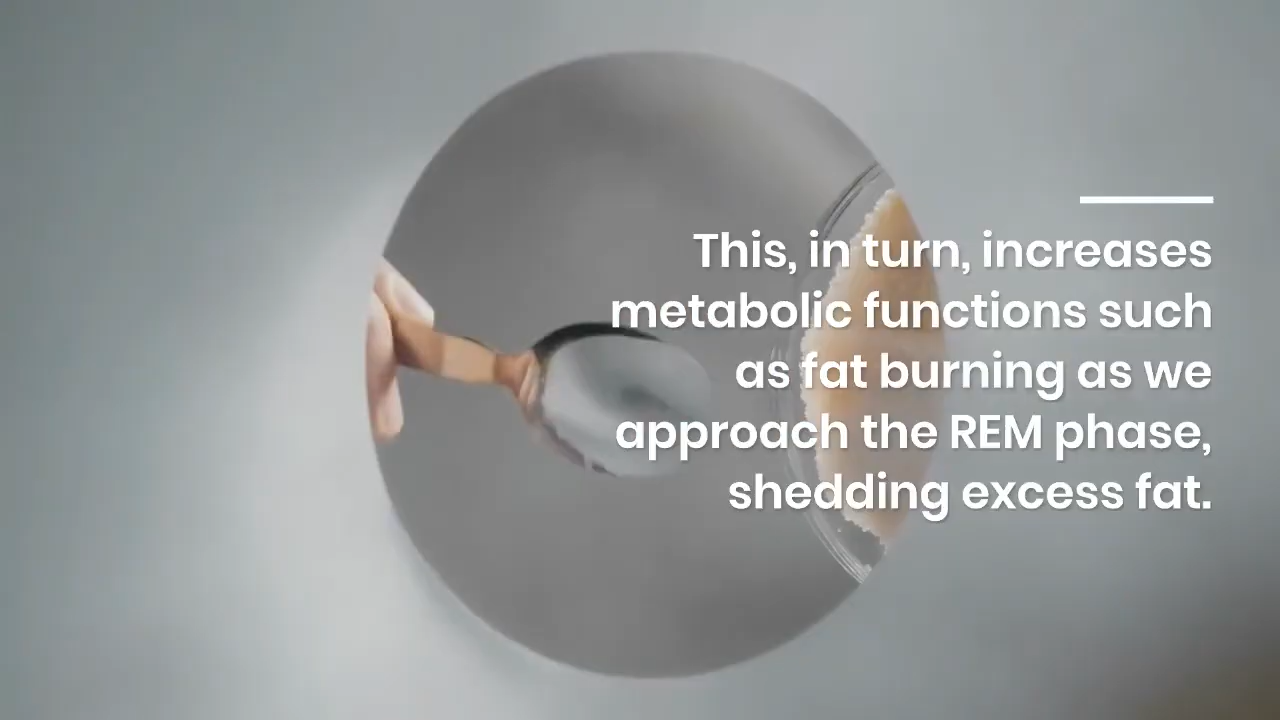 This, in turn, increases
metabolic functions such
as fat burning as we
approach the REM phase,
shedding excess fat.